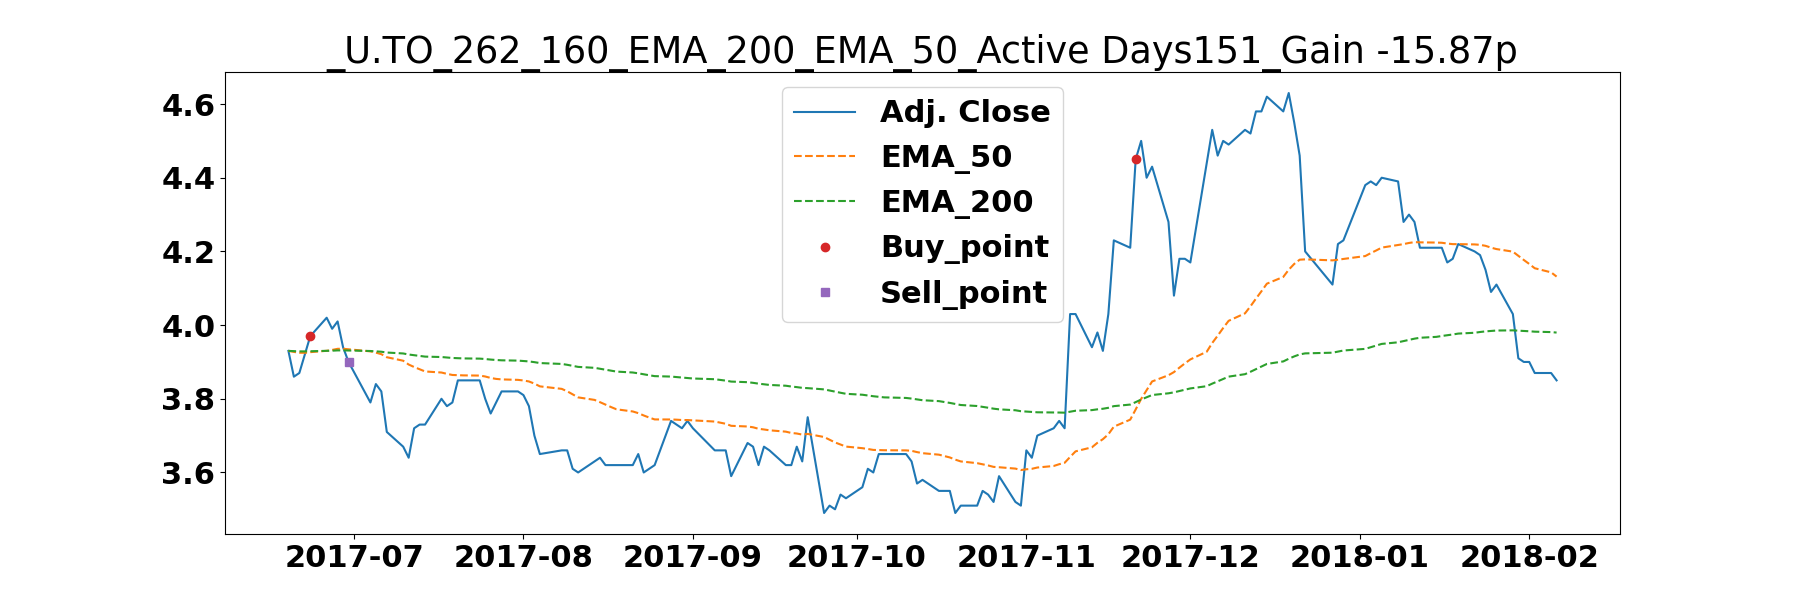 _U.TO_262_160_EMA_200_EMA_50_Active Days151_Gain -15.87p
4.6
4.4
4.2
4.0
3.8
3.6
Adj. Close
EMA_50
EMA_200
Buy_point
Sell_point
2017-07 2017-08 2017-09 2017-10 2017-11 2017-12 2018-01 2018-02